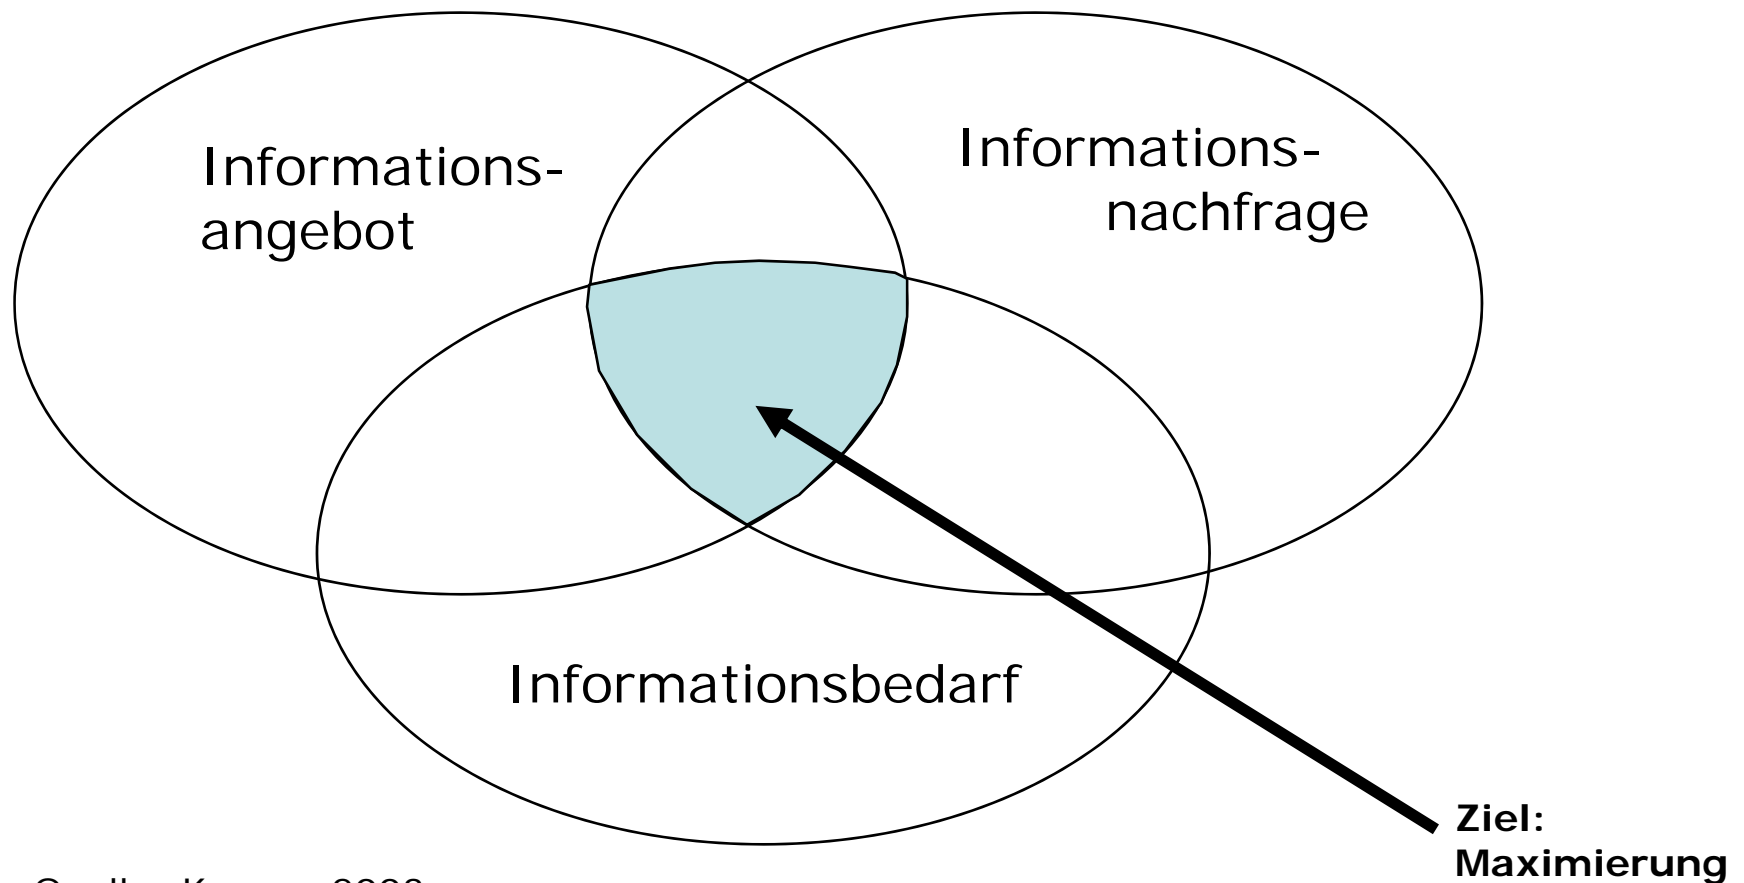 Informations-
angebot
Informations-
nachfrage
Informationsbedarf
Ziel:
Maximierung